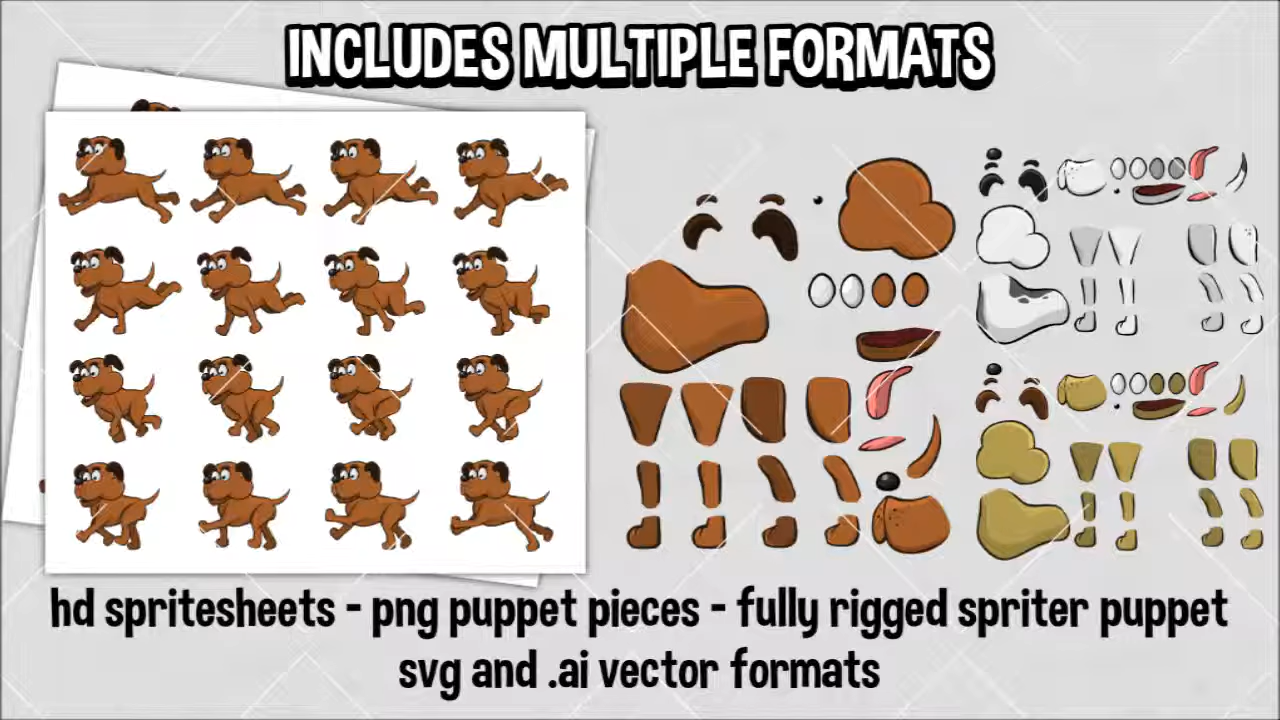 INCLUDES MULTIPLE FORMATS
hd spritesheets - png puppet pieces - fully rigged spriter puppet
svg and .ai vector formats